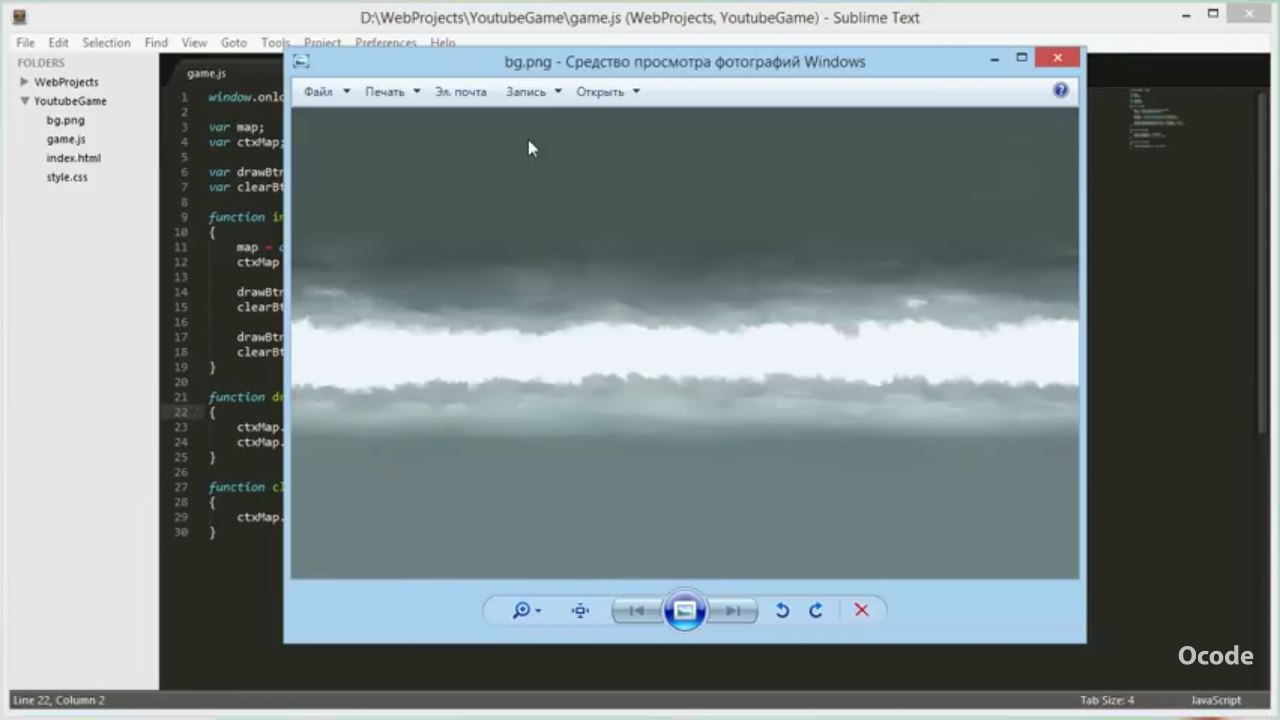 D:\WebProjects\YoutubeGame\game.js (WebProjects, YoutubeGame) - Sublime Text
File Edit Selection Find View Goto Tools Project Preferences Help
FOLDERS
WebProjects
YoutubeGame
bg.png
game.js
index.html
style.css
game.js
1 window.onlo
2
3 var map;
4 var ctxMap;
5
6 var drawBtn
7 var clearBt
8
9 function in
10 {
11 map =
12 ctxMap
13
14 drawBtn
15 clearBt
16
17 drawBtn
18 clearBt
19 }
20
21 function dr
22 {
23 ctxMap.
24 ctxMap.
25 }
26
27 function cl
28 {
29 ctxMap.
30 }
bg.png - Средство просмотра фотографий Windows
Файл Печать Эл. почта Запись Открыть
Ocode
Line 22, Column 2
Tab Size: 4
JavaScript